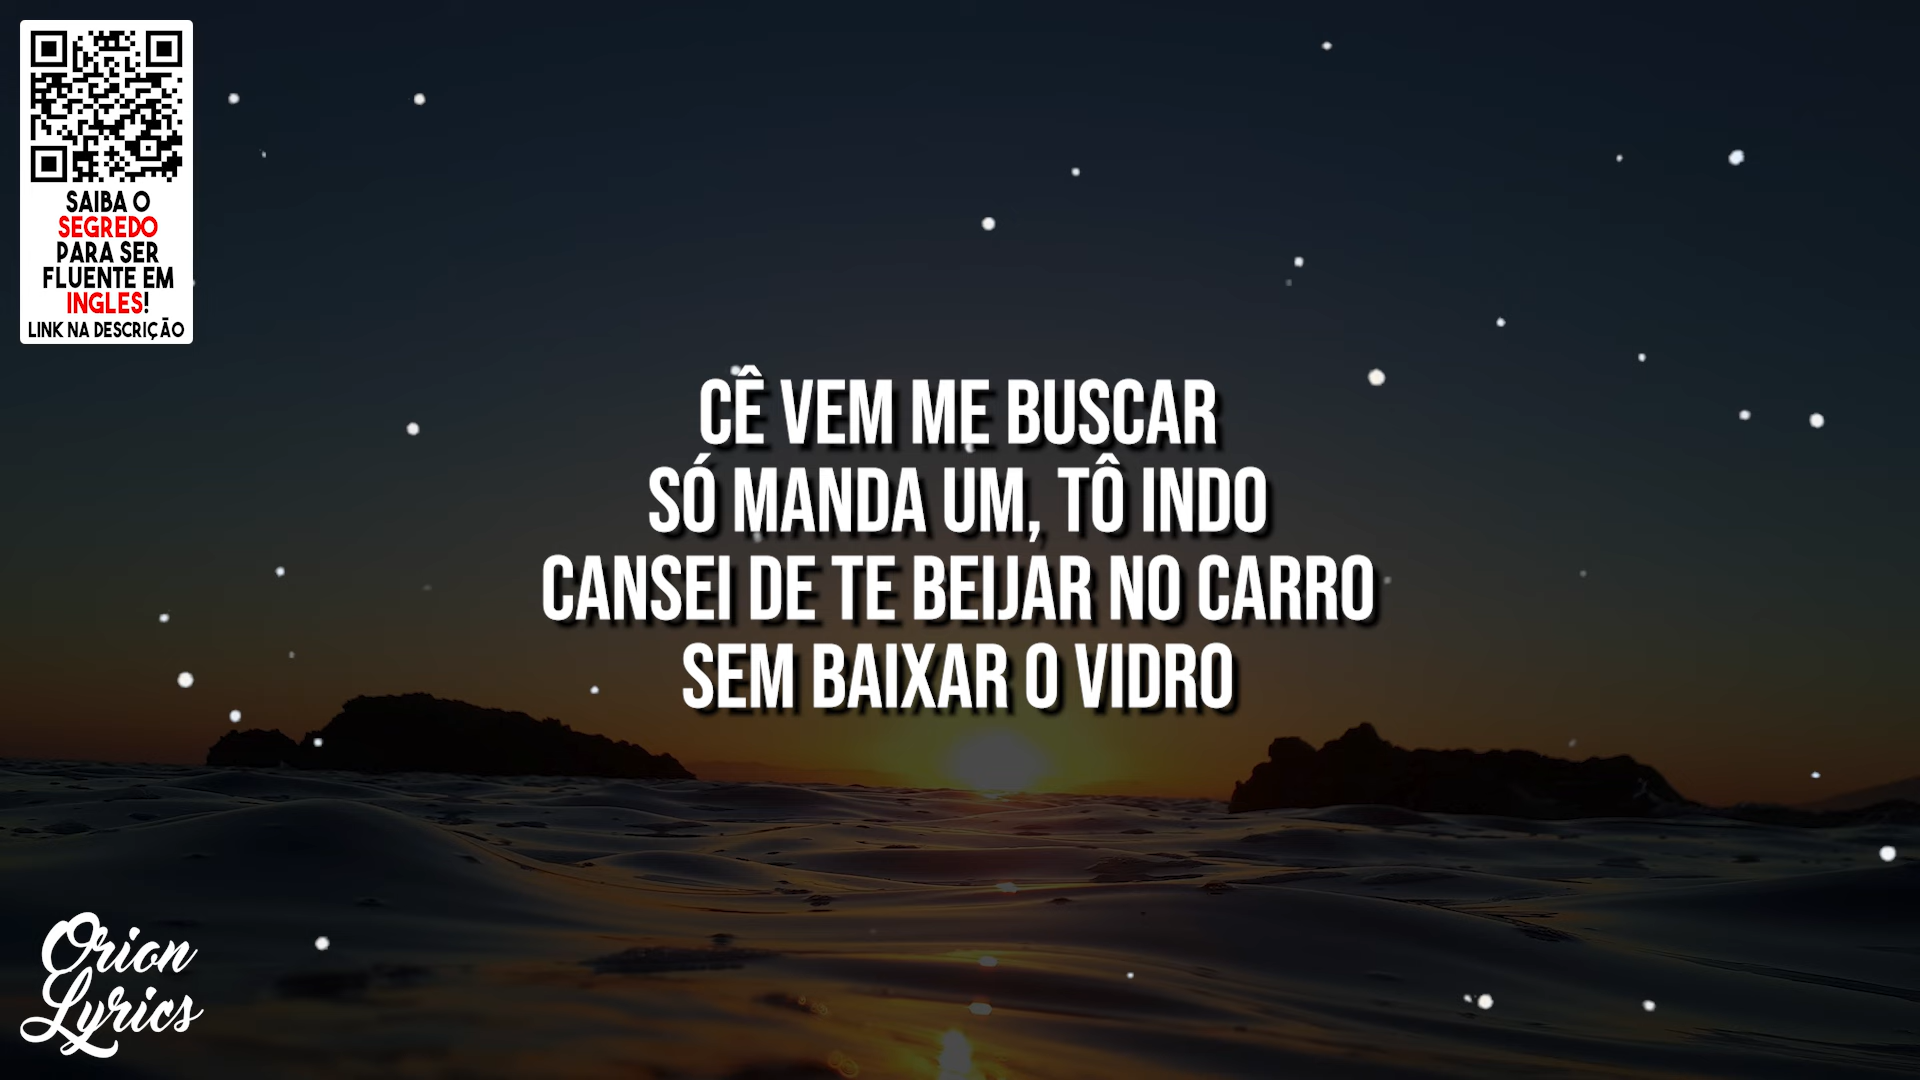 SAIBA O
SEGREDO
PARA SER
FLUENTE EM
INGLES!
LINK NA DESCRIÇÃO
CÊ VEM ME BUSCAR
SÓ MANDA UM, TÔ INDO
CANSEI DE TE BEIJAR NO CARRO
SEM BAIXAR O VIDRO
Orion
Lyrics